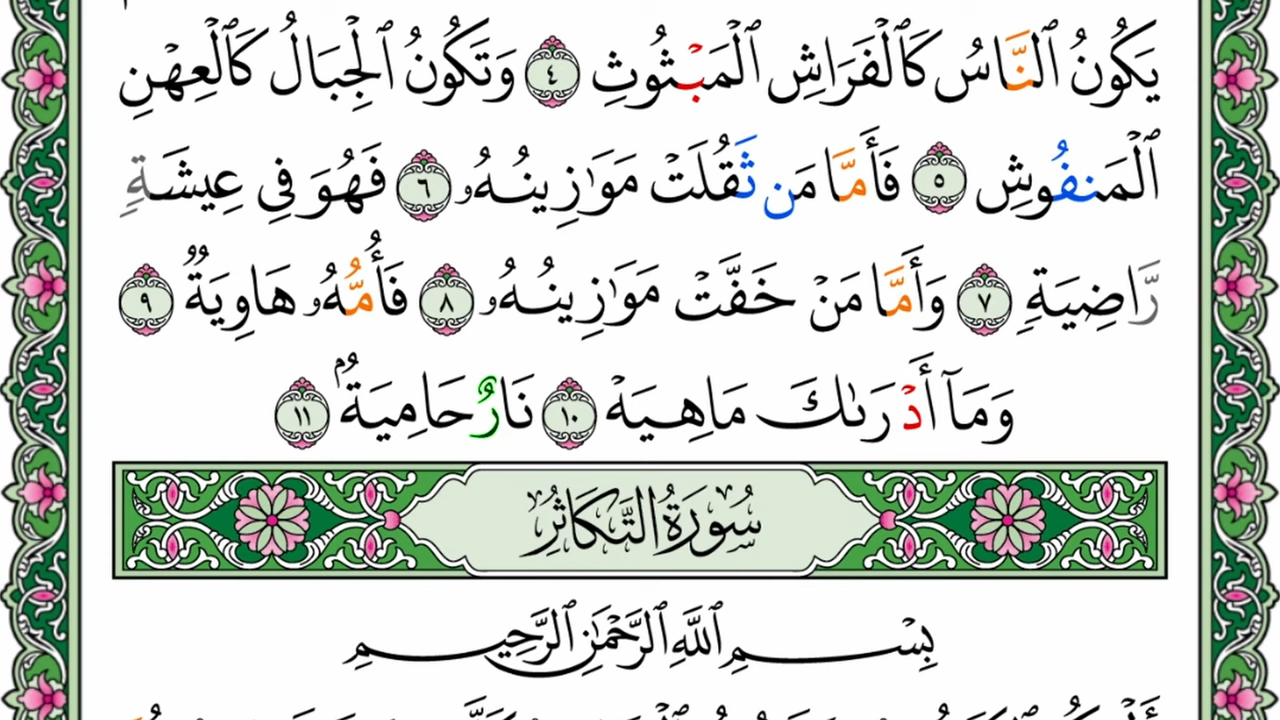 يَكُونُ ٱلنَّاسُ كَٱلْفَرَاشِ ٱلْمَبْثُوثِ ٤ وَتَكُونُ ٱلْجِبَالُ كَٱلْعِهْنِ
ٱلْمَنفُوشِ ٥ فَأَمَّا مَن ثَقُلَتْ مَوَٰزِينُهُۥ ٦ فَهُوَ فِى عِيشَةٍ
رَّاضِيَةٍ ٧ وَأَمَّا مَنْ خَفَّتْ مَوَٰزِينُهُۥ ٨ فَأُمُّهُۥ هَاوِيَةٌ ٩
وَمَآ أَدْرَىٰكَ مَاهِيَهْ ١٠ نَارٌ حَامِيَةٌۢ ١١
سُورَةُ التَّكَاثُرِ
بِسْمِ ٱللَّهِ ٱلرَّحْمَٰنِ ٱلرَّحِيمِ